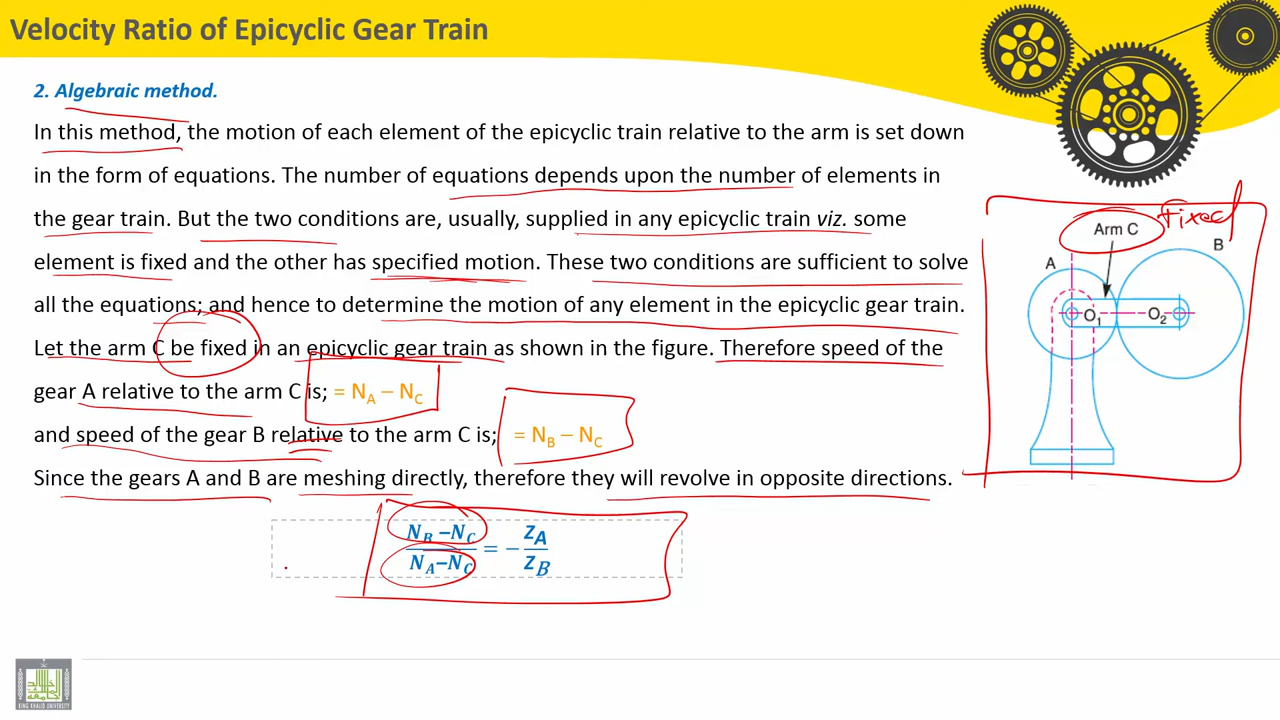 Velocity Ratio of Epicyclic Gear Train
2. Algebraic method.
In this method, the motion of each element of the epicyclic train relative to the arm is set down
in the form of equations. The number of equations depends upon the number of elements in
the gear train. But the two conditions are, usually, supplied in any epicyclic train viz. some
element is fixed and the other has specified motion. These two conditions are sufficient to solve
all the equations; and hence to determine the motion of any element in the epicyclic gear train.
Let the arm C be fixed in an epicyclic gear train as shown in the figure. Therefore speed of the
gear A relative to the arm C is; = N_A – N_C
and speed of the gear B relative to the arm C is; = N_B – N_C
Since the gears A and B are meshing directly, therefore they will revolve in opposite directions.
(N_B – N_C)/(N_A – N_C) = – Z_A/Z_B
Arm C Fixed
B
A
O_1 O_2
جامعة الملك خالد
KING KHALID UNIVERSITY